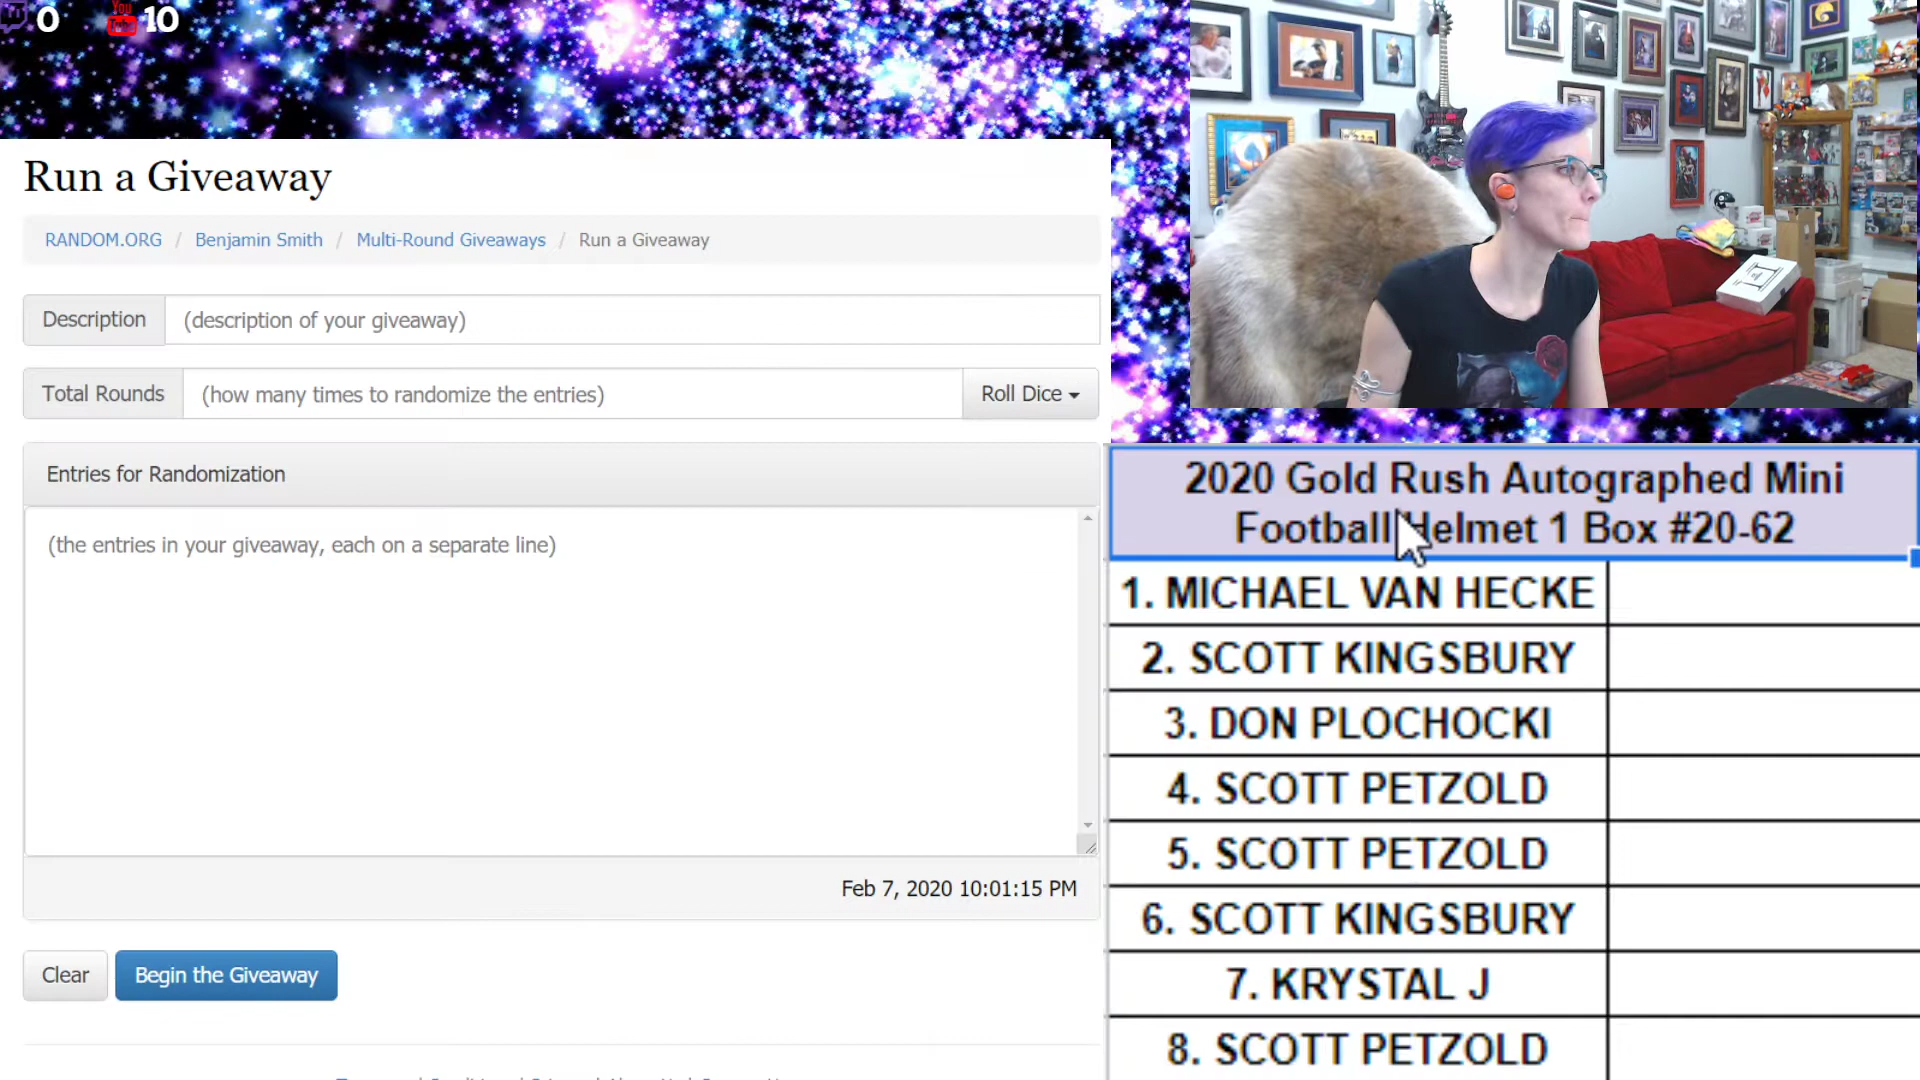 0
You Tube
10
Run a Giveaway
RANDOM.ORG / Benjamin Smith / Multi-Round Giveaways / Run a Giveaway
Description
(description of your giveaway)
Total Rounds
(how many times to randomize the entries)
Roll Dice
Entries for Randomization
(the entries in your giveaway, each on a separate line)
Feb 7, 2020 10:01:15 PM
Clear
Begin the Giveaway
2020 Gold Rush Autographed Mini
Football Helmet 1 Box #20-62
1. MICHAEL VAN HECKE
2. SCOTT KINGSBURY
3. DON PLOCHOCKI
4. SCOTT PETZOLD
5. SCOTT PETZOLD
6. SCOTT KINGSBURY
7. KRYSTAL J
8. SCOTT PETZOLD